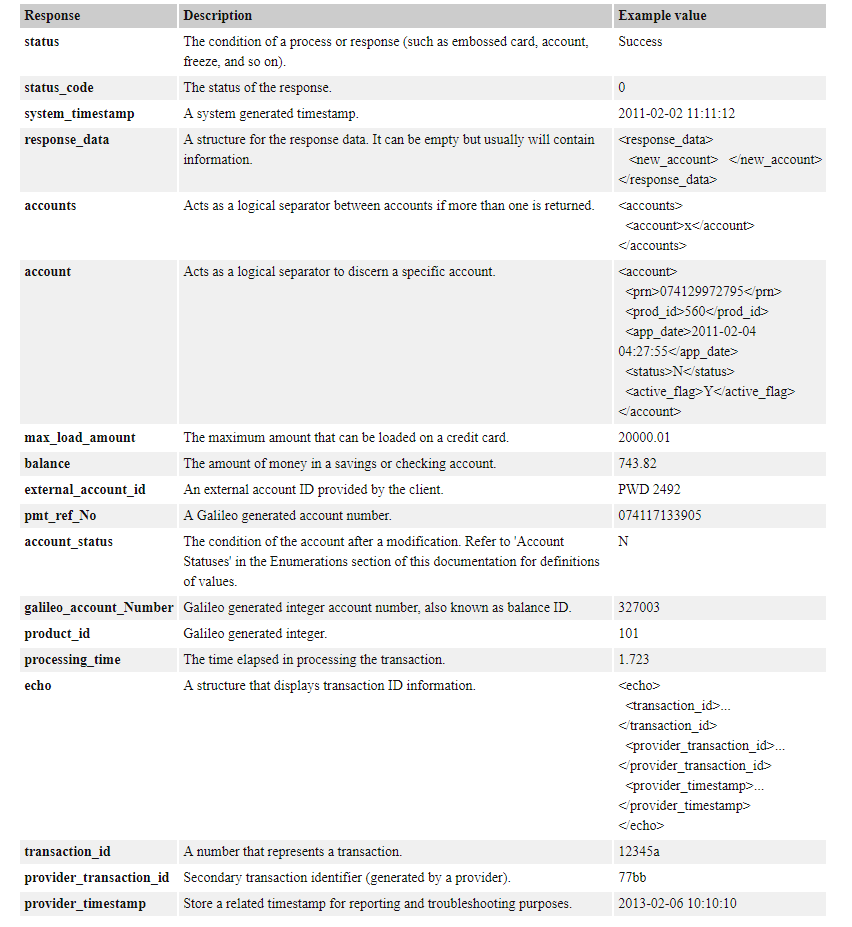 Response Description Example value
status The condition of a process or response (such as embossed card, account, Success
freeze, and so on).
status_code The status of the response. 0
system_timestamp A system generated timestamp. 2011-02-02 11:11:12
response_data A structure for the response data. It can be empty but usually will contain <response_data>
information. <new_account> </new_account>
</response_data>
accounts Acts as a logical separator between accounts if more than one is returned. <accounts>
<account>x</account>
</accounts>
account Acts as a logical separator to discern a specific account. <account>
<prn>074129972795</prn>
<prod_id>560</prod_id>
<app_date>2011-02-04
04:27:55</app_date>
<status>N</status>
<active_flag>Y</active_flag>
</account>
max_load_amount The maximum amount that can be loaded on a credit card. 20000.01
balance The amount of money in a savings or checking account. 743.82
external_account_id An external account ID provided by the client. PWD 2492
pmt_ref_No A Galileo generated account number. 074117133905
account_status The condition of the account after a modification. Refer to 'Account N
Statuses' in the Enumerations section of this documentation for definitions
of values.
galileo_account_Number Galileo generated integer account number, also known as balance ID. 327003
product_id Galileo generated integer. 101
processing_time The time elapsed in processing the transaction. 1.723
echo A structure that displays transaction ID information. <echo>
<transaction_id>...
</transaction_id>
<provider_transaction_id>...
</provider_transaction_id>
<provider_timestamp>...
</provider_timestamp>
</echo>
transaction_id A number that represents a transaction. 12345a
provider_transaction_id Secondary transaction identifier (generated by a provider). 77bb
provider_timestamp Store a related timestamp for reporting and troubleshooting purposes. 2013-02-06 10:10:10